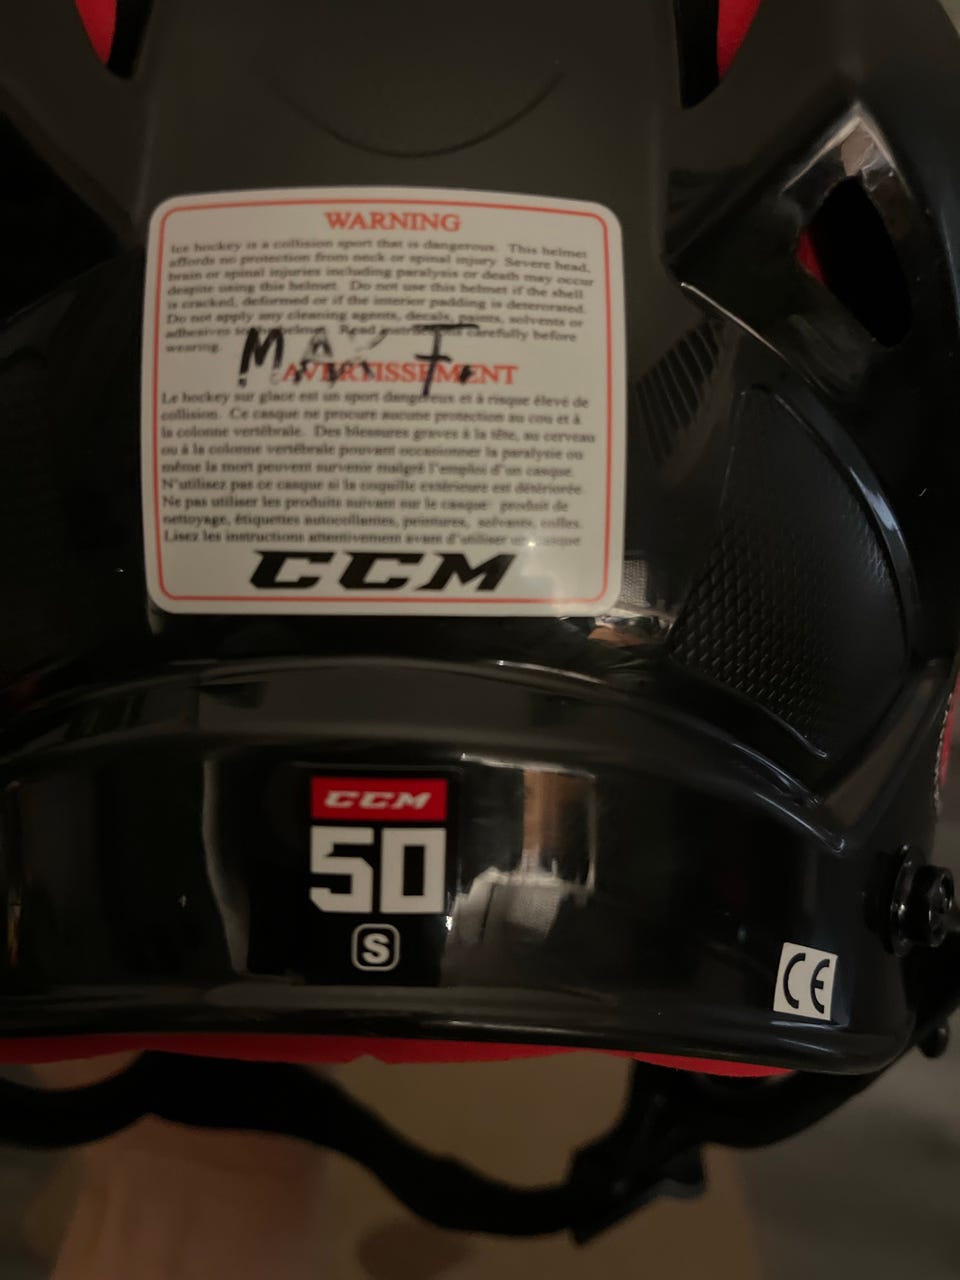 WARNING
Ice hockey is a collision sport that is dangerous. This helmet
affords no protection from neck or spinal injury. Severe head,
brain or spinal injuries including paralysis or death may occur
despite using this helmet. Do not use this helmet if the shell
is cracked, deformed or if the interior padding is deteriorated.
Do not apply any cleaning agents, decals, paints, solvents or
adhesives to helmet. Read instructions carefully before
wearing.
T.
AVERTISSEMENT
Le hockey sur glace est un sport dangereux et à risque élevé de
collision. Ce casque ne procure aucune protection au cou et à
la colonne vertébrale. Des blessures graves à la tête, au cerveau
ou à la colonne vertébrale pouvant occasionner la paralysie ou
même la mort peuvent survenir malgré l'emploi d'un casque.
N'utilisez pas ce casque si la coquille extérieure est détériorée.
Ne pas utiliser les produits suivant sur le casque: produit de
nettoyage, étiquettes autocollantes, peintures, solvants, colles.
Lisez les instructions attentivement avant d'utiliser un casque
CCM
CCM
50
S
CE